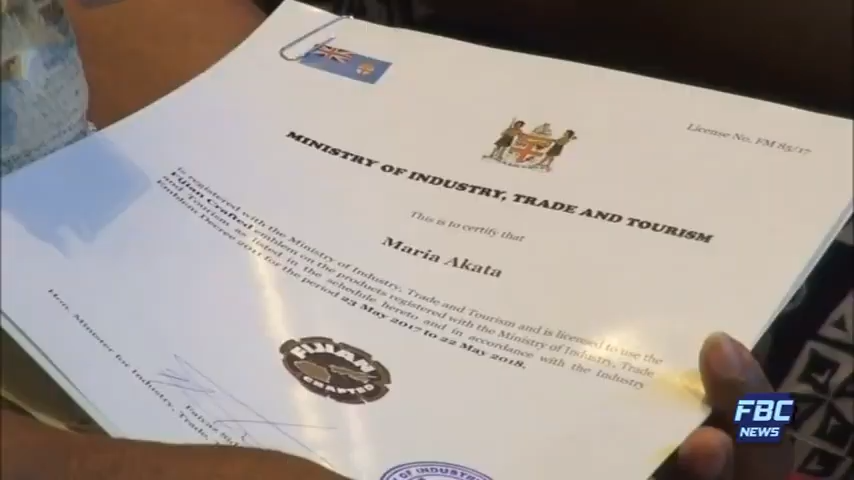 License No. FM 85/17
MINISTRY OF INDUSTRY, TRADE AND TOURISM
This is to certify that
Maria Akata
is registered with the Ministry of Industry, Trade and Tourism and is licensed to use the
Fijian Crafted emblem on the products registered with the Ministry of Industry, Trade
and Tourism as listed in the schedule hereto and in accordance with the Industry
Emblem Decree 2011 for the period 23 May 2017 to 22 May 2018.
FIJIAN
CRAFTED
Faiyaz
Hon. Minister for Industry, Trade,
OF INDUSTRY
FBC
NEWS